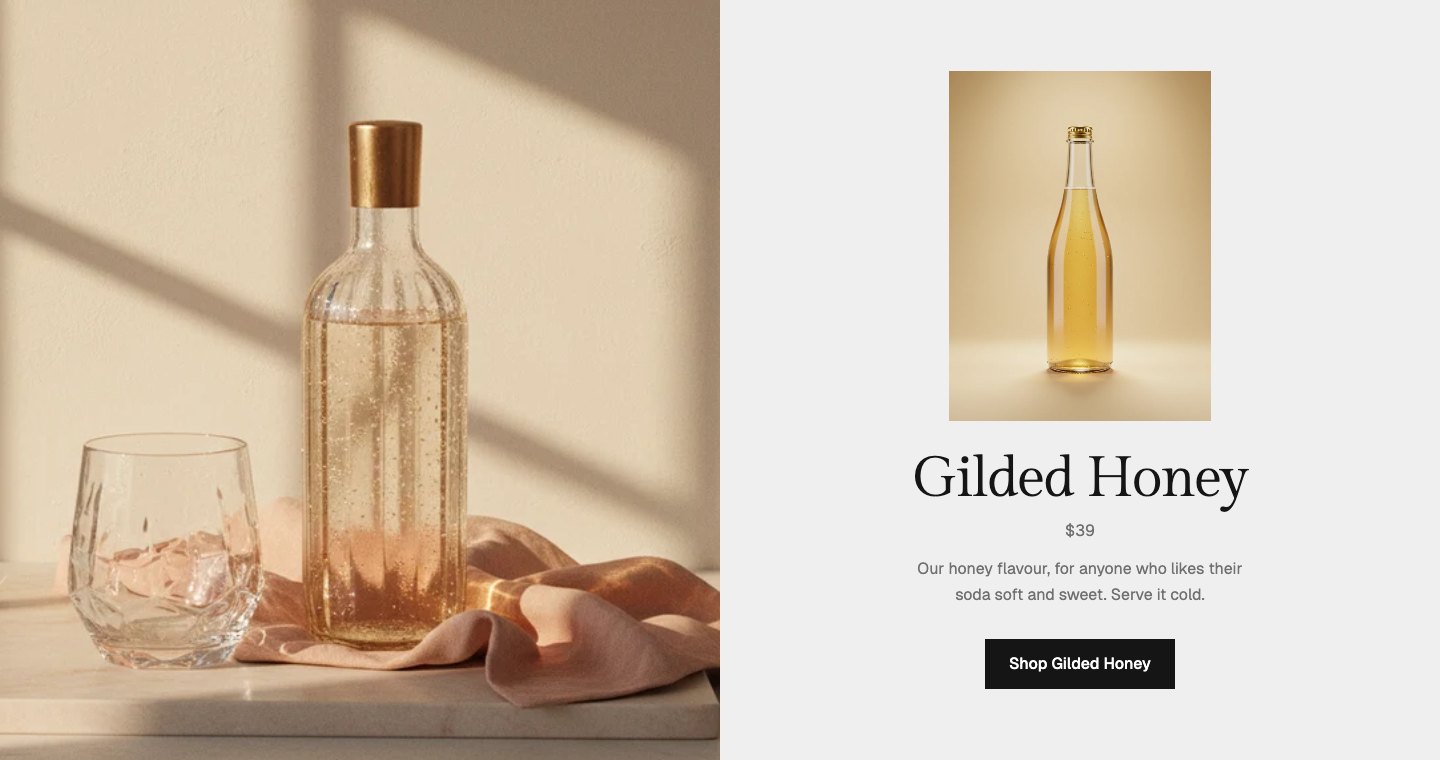 Gilded Honey
$39
Our honey flavour, for anyone who likes their
soda soft and sweet. Serve it cold.
Shop Gilded Honey